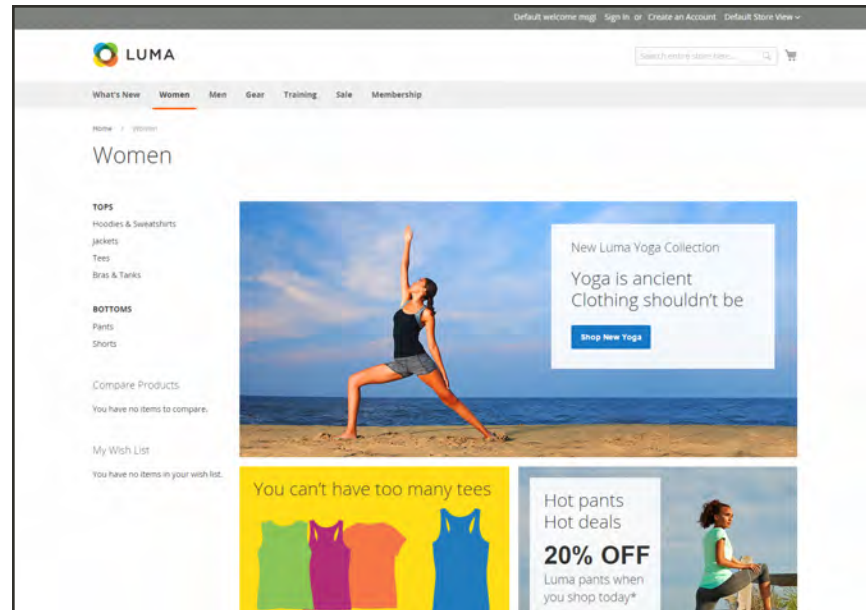 Default welcome msg! Sign In or Create an Account Default Store View
LUMA
Search entire store here...
What's New Women Men Gear Training Sale Membership
Home / Women
Women
TOPS
Hoodies & Sweatshirts
Jackets
Tees
Bras & Tanks
BOTTOMS
Pants
Shorts
Compare Products
You have no items to compare.
My Wish List
You have no items in your wish list.
New Luma Yoga Collection
Yoga is ancient
Clothing shouldn't be
Shop New Yoga
You can't have too many tees
Hot pants
Hot deals
20% OFF
Luma pants when
you shop today*